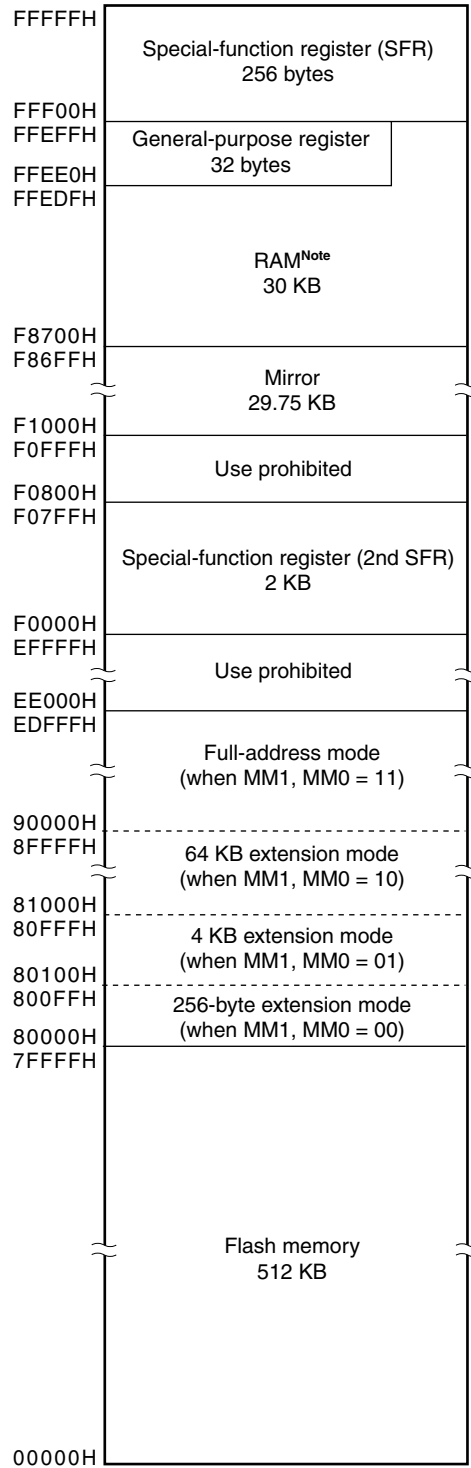 FFFFFH
Special-function register (SFR)
256 bytes
FFF00H
FFEFFH
General-purpose register
32 bytes
FFEE0H
FFEDFH
RAMNote
30 KB
F8700H
F86FFH
Mirror
29.75 KB
F1000H
F0FFFH
Use prohibited
F0800H
F07FFH
Special-function register (2nd SFR)
2 KB
F0000H
EFFFFH
Use prohibited
EE000H
EDFFFH
Full-address mode
(when MM1, MM0 = 11)
90000H
8FFFFH
64 KB extension mode
(when MM1, MM0 = 10)
81000H
80FFFH
4 KB extension mode
(when MM1, MM0 = 01)
80100H
800FFH
256-byte extension mode
(when MM1, MM0 = 00)
80000H
7FFFFH
Flash memory
512 KB
00000H